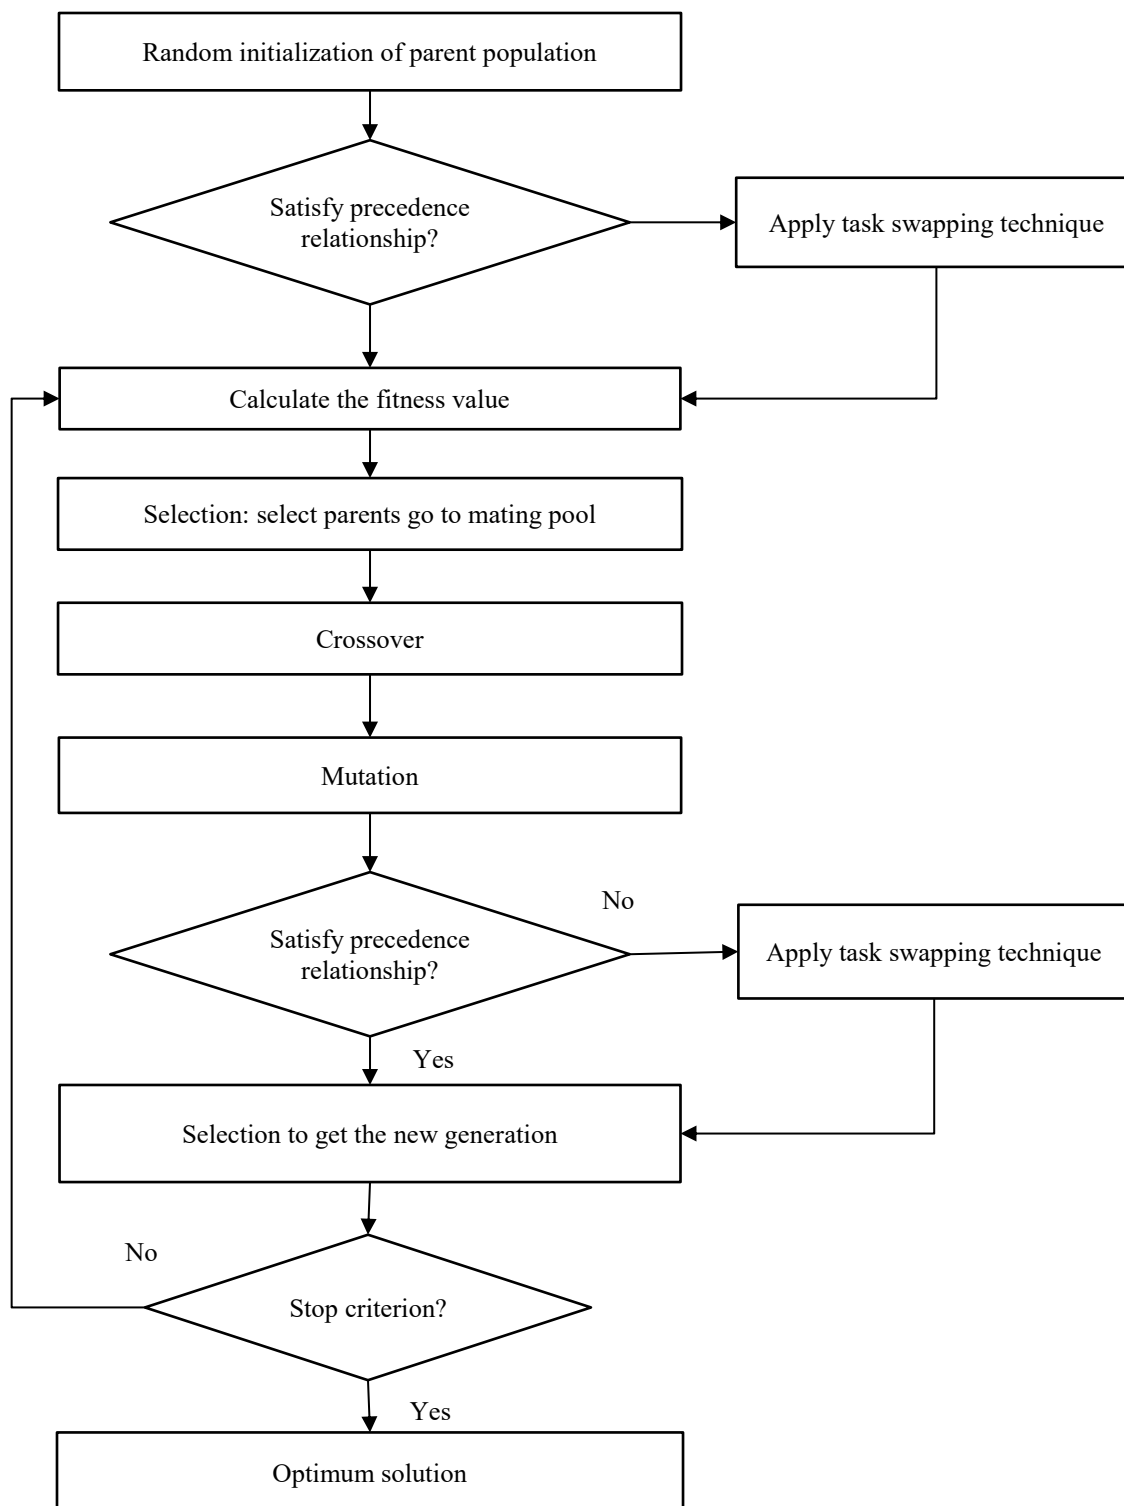 Random initialization of parent population
Satisfy precedence
relationship?
Apply task swapping technique
Calculate the fitness value
Selection: select parents go to mating pool
Crossover
Mutation
No
Satisfy precedence
relationship?
Apply task swapping technique
Yes
Selection to get the new generation
No
Stop criterion?
Yes
Optimum solution